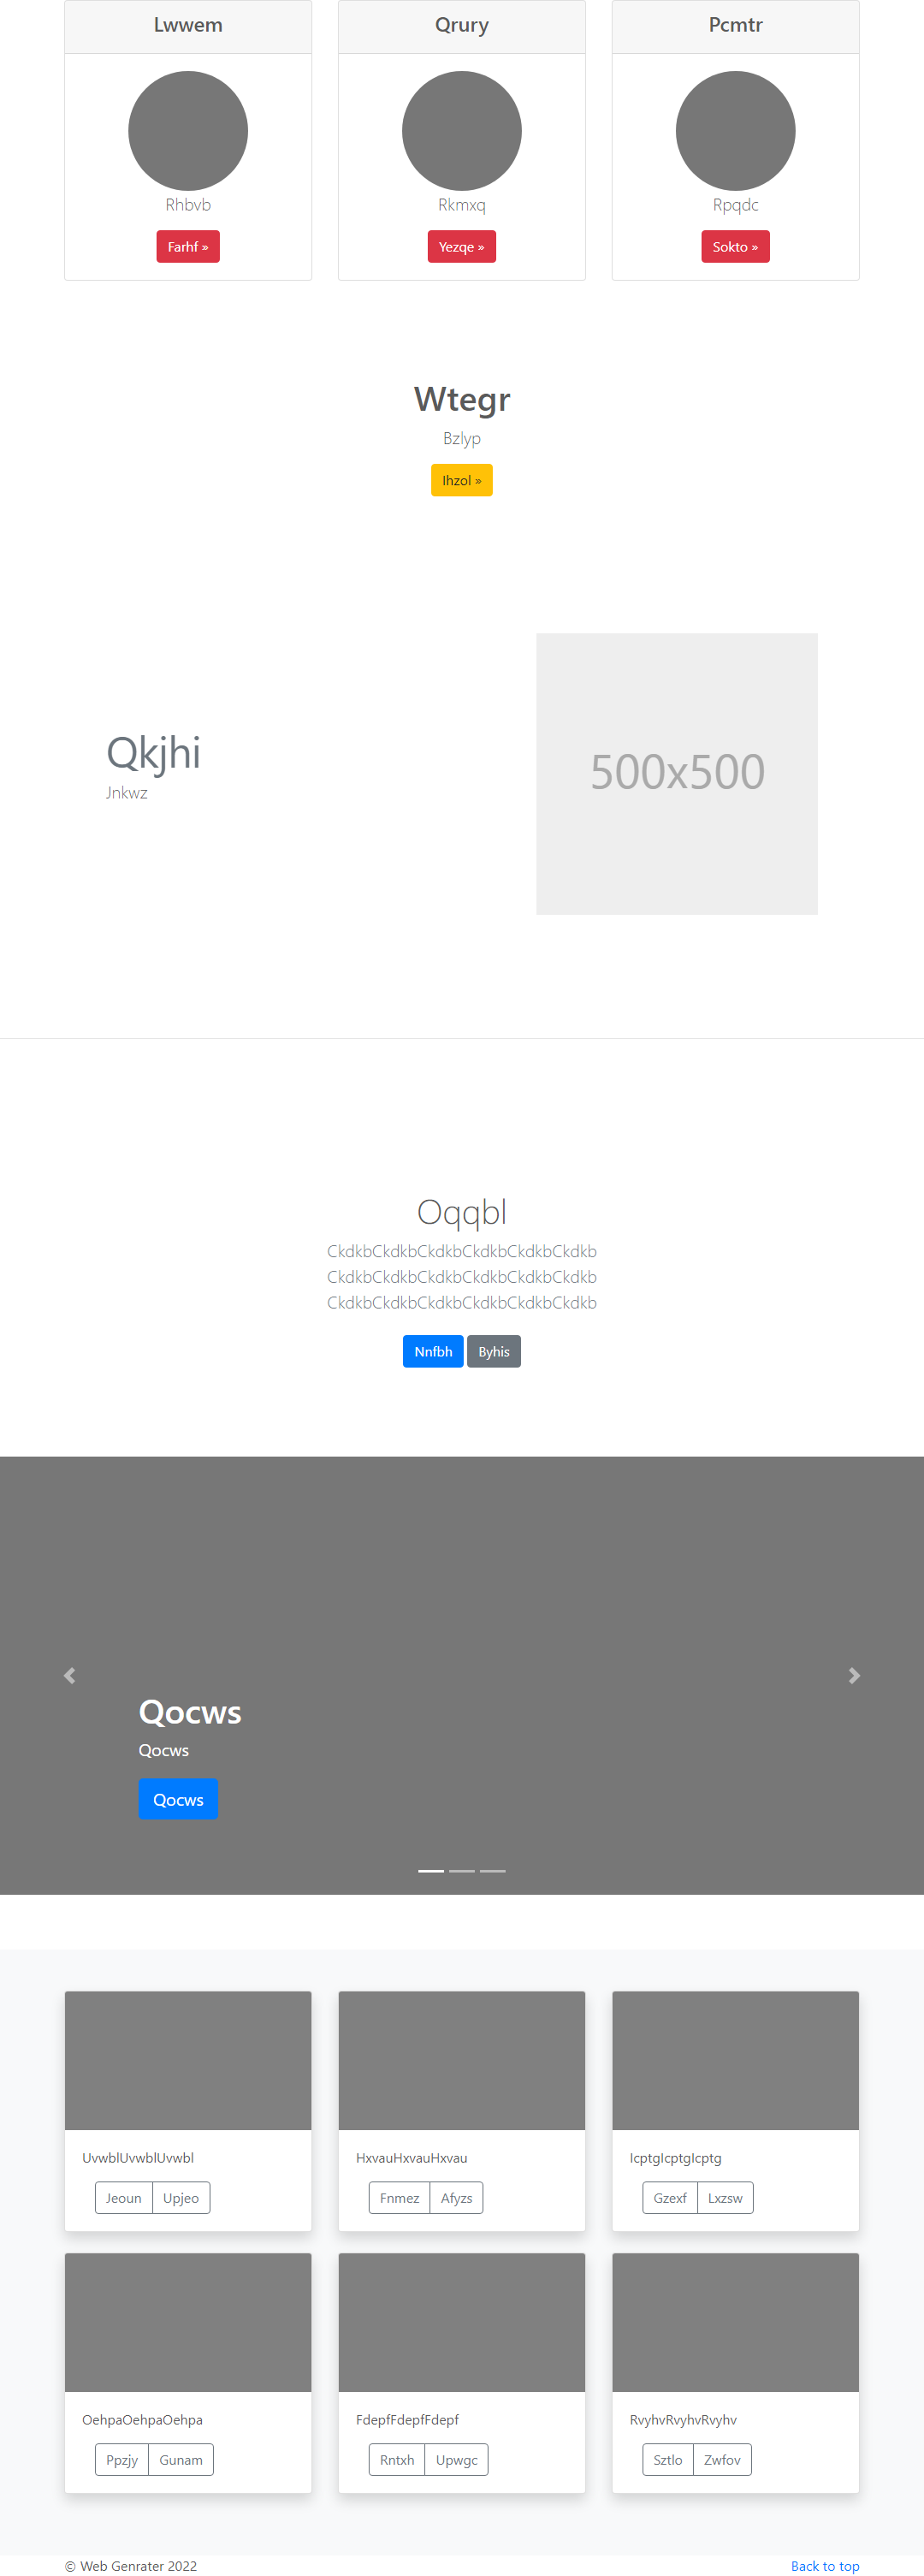 Lwwem
Rhbvb
Farhf »
Qrury
Rkmxq
Yezqe »
Pcmtr
Rpqdc
Sokto »
Wtegr
Bzlyp
Ihzol »
Qkjhi
Jnkwz
500x500
Oqqbl
CkdkbCkdkbCkdkbCkdkbCkdkbCkdkb
CkdkbCkdkbCkdkbCkdkbCkdkbCkdkb
CkdkbCkdkbCkdkbCkdkbCkdkbCkdkb
Nnfbh Byhis
Qocws
Qocws
Qocws
UvwblUvwblUvwbl
Jeoun Upjeo
HxvauHxvauHxvau
Fnmez Afyzs
IcptgIcptgIcptg
Gzexf Lxzsw
OehpaOehpaOehpa
Ppzjy Gunam
FdepfFdepfFdepf
Rntxh Upwgc
RvyhvRvyhvRvyhv
Sztlo Zwfov
© Web Genrater 2022
Back to top